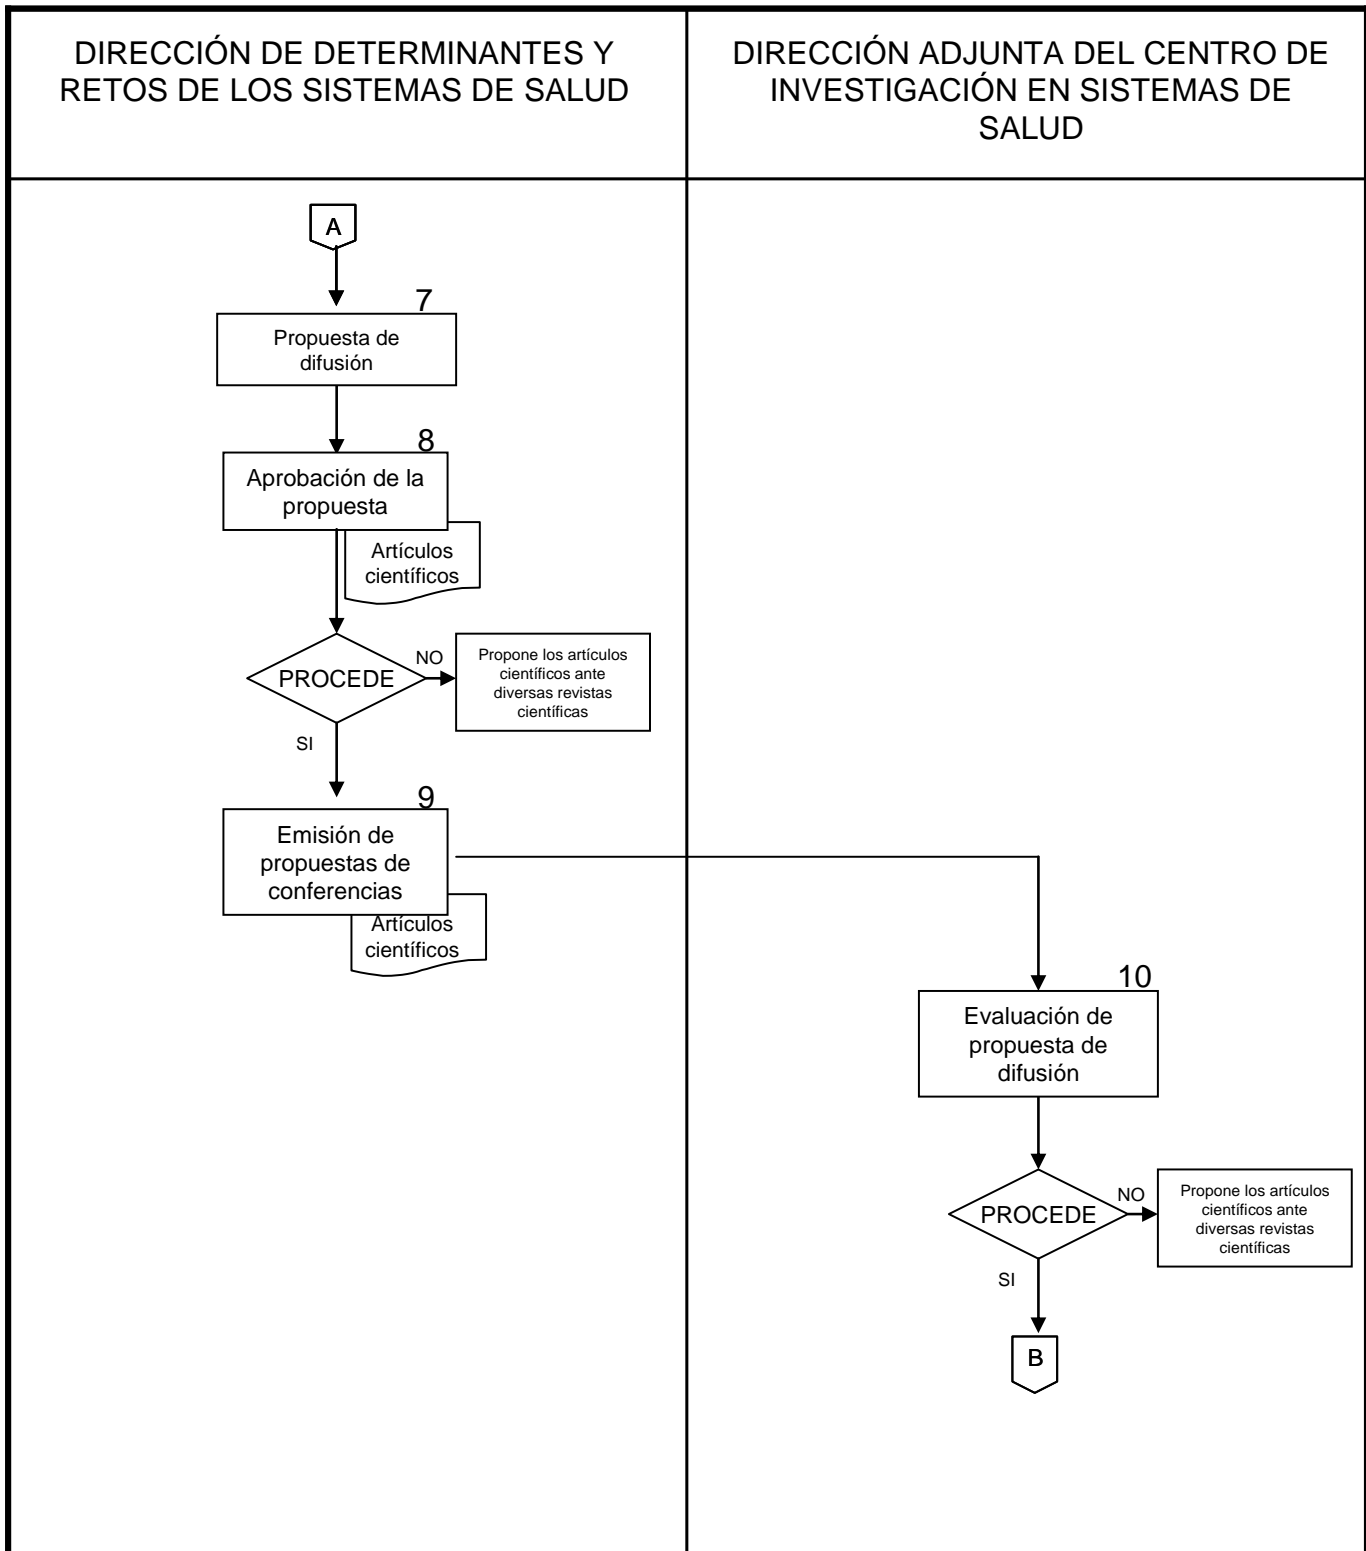 DIRECCIÓN DE DETERMINANTES Y
RETOS DE LOS SISTEMAS DE SALUD
DIRECCIÓN ADJUNTA DEL CENTRO DE
INVESTIGACIÓN EN SISTEMAS DE
SALUD
A
7
Propuesta de
difusión
8
Aprobación de la
propuesta
Artículos
científicos
PROCEDE
NO
Propone los artículos
científicos ante
diversas revistas
científicas
SI
9
Emisión de
propuestas de
conferencias
Artículos
científicos
10
Evaluación de
propuesta de
difusión
PROCEDE
NO
Propone los artículos
científicos ante
diversas revistas
científicas
SI
B